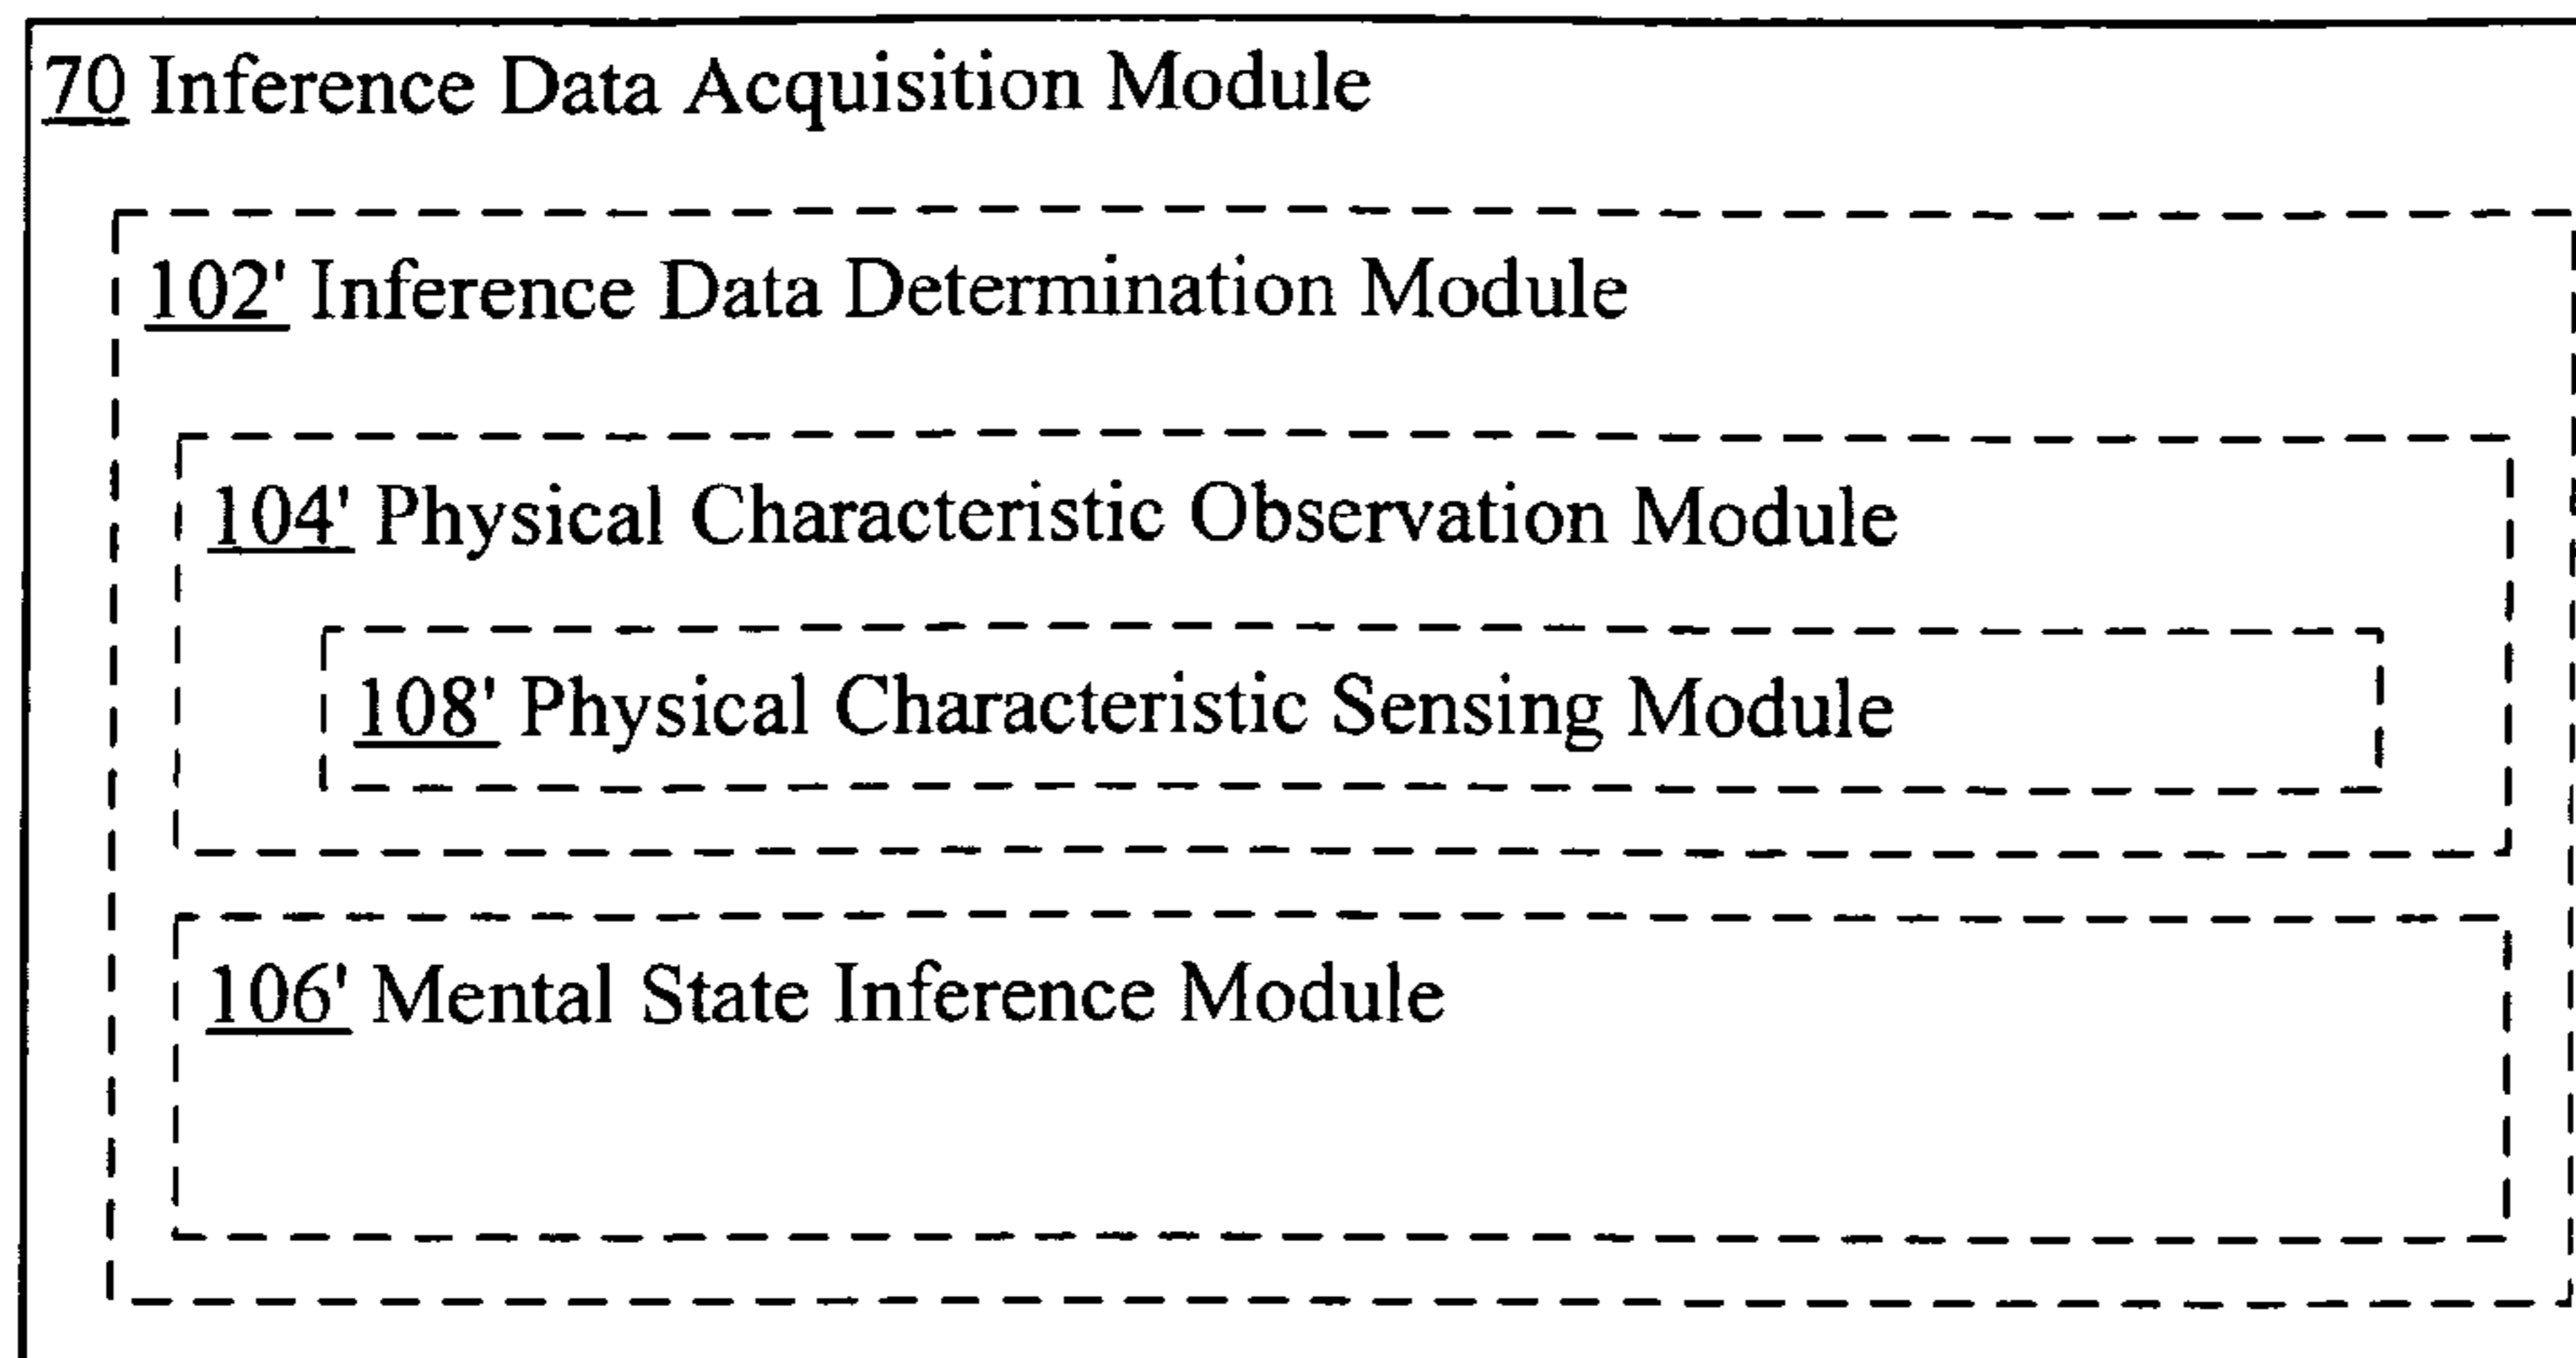 70 Inference Data Acquisition Module
102' Inference Data Determination Module
104' Physical Characteristic Observation Module
108' Physical Characteristic Sensing Module
106' Mental State Inference Module